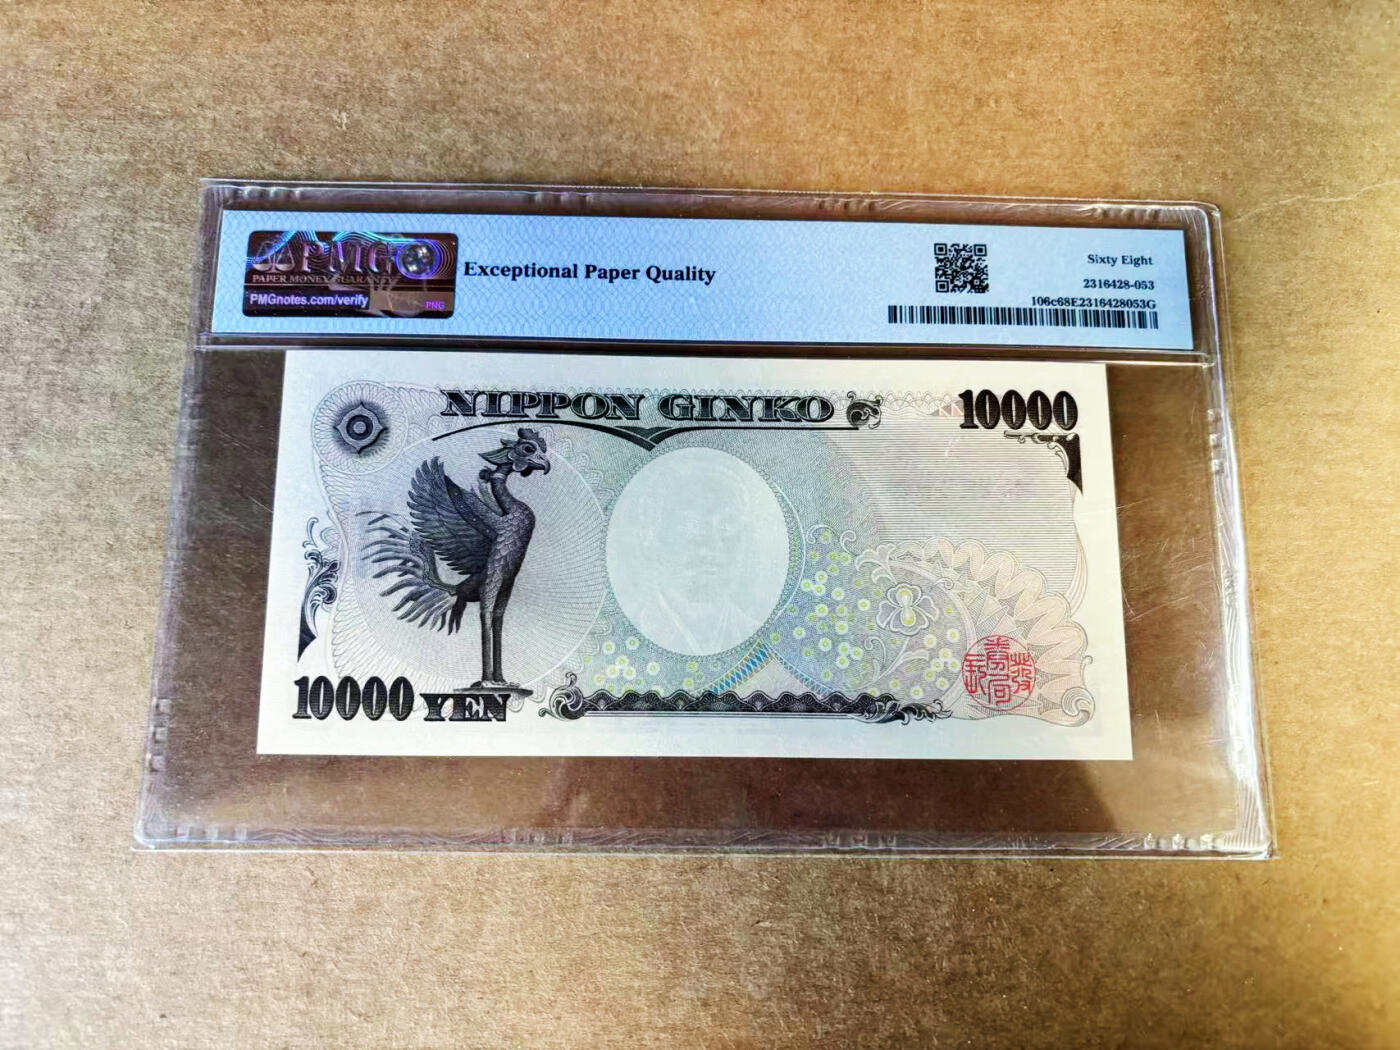 PMG
PAPER MONEY GUARANTY
PMGnotes.com/verify
PNG
Exceptional Paper Quality
Sixty Eight
2316428-053
106c68E2316428053G
NIPPON GINKO
10000
10000 YEN